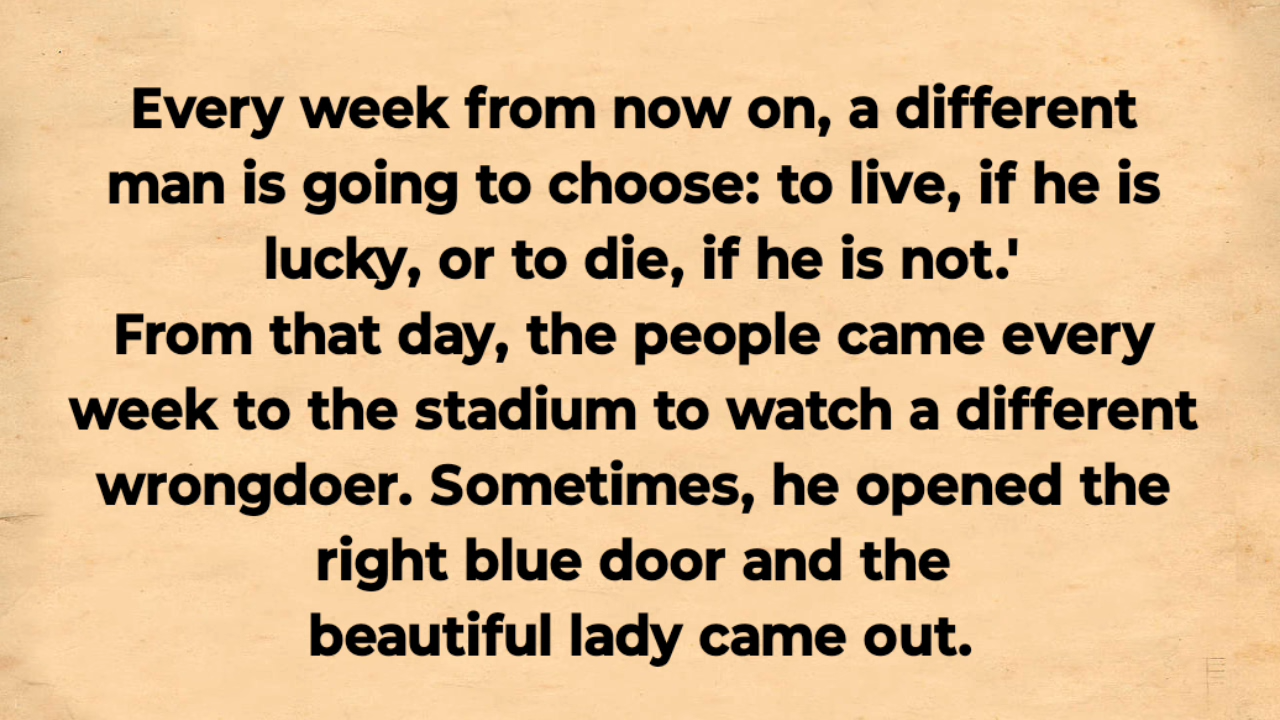 Every week from now on, a different
man is going to choose: to live, if he is
lucky, or to die, if he is not.'
From that day, the people came every
week to the stadium to watch a different
wrongdoer. Sometimes, he opened the
right blue door and the
beautiful lady came out.